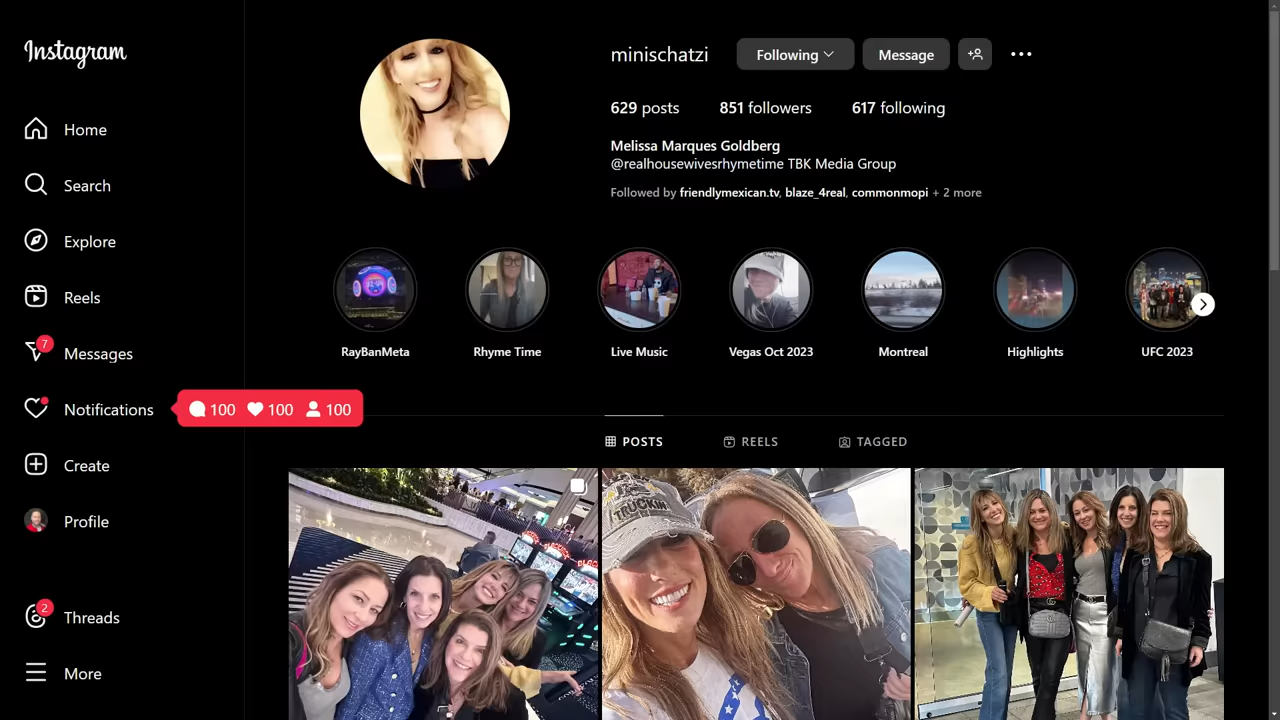 Instagram
Home
Search
Explore
Reels
7
Messages
Notifications
100 100 100
Create
Profile
2
Threads
More
minischatzi Following Message
629 posts 851 followers 617 following
Melissa Marques Goldberg
@realhousewivesrhymetime TBK Media Group
Followed by friendlymexican.tv, blaze_4real, commonmopi + 2 more
RayBanMeta Rhyme Time Live Music Vegas Oct 2023 Montreal Highlights UFC 2023
POSTS REELS TAGGED
TRUCKIN'